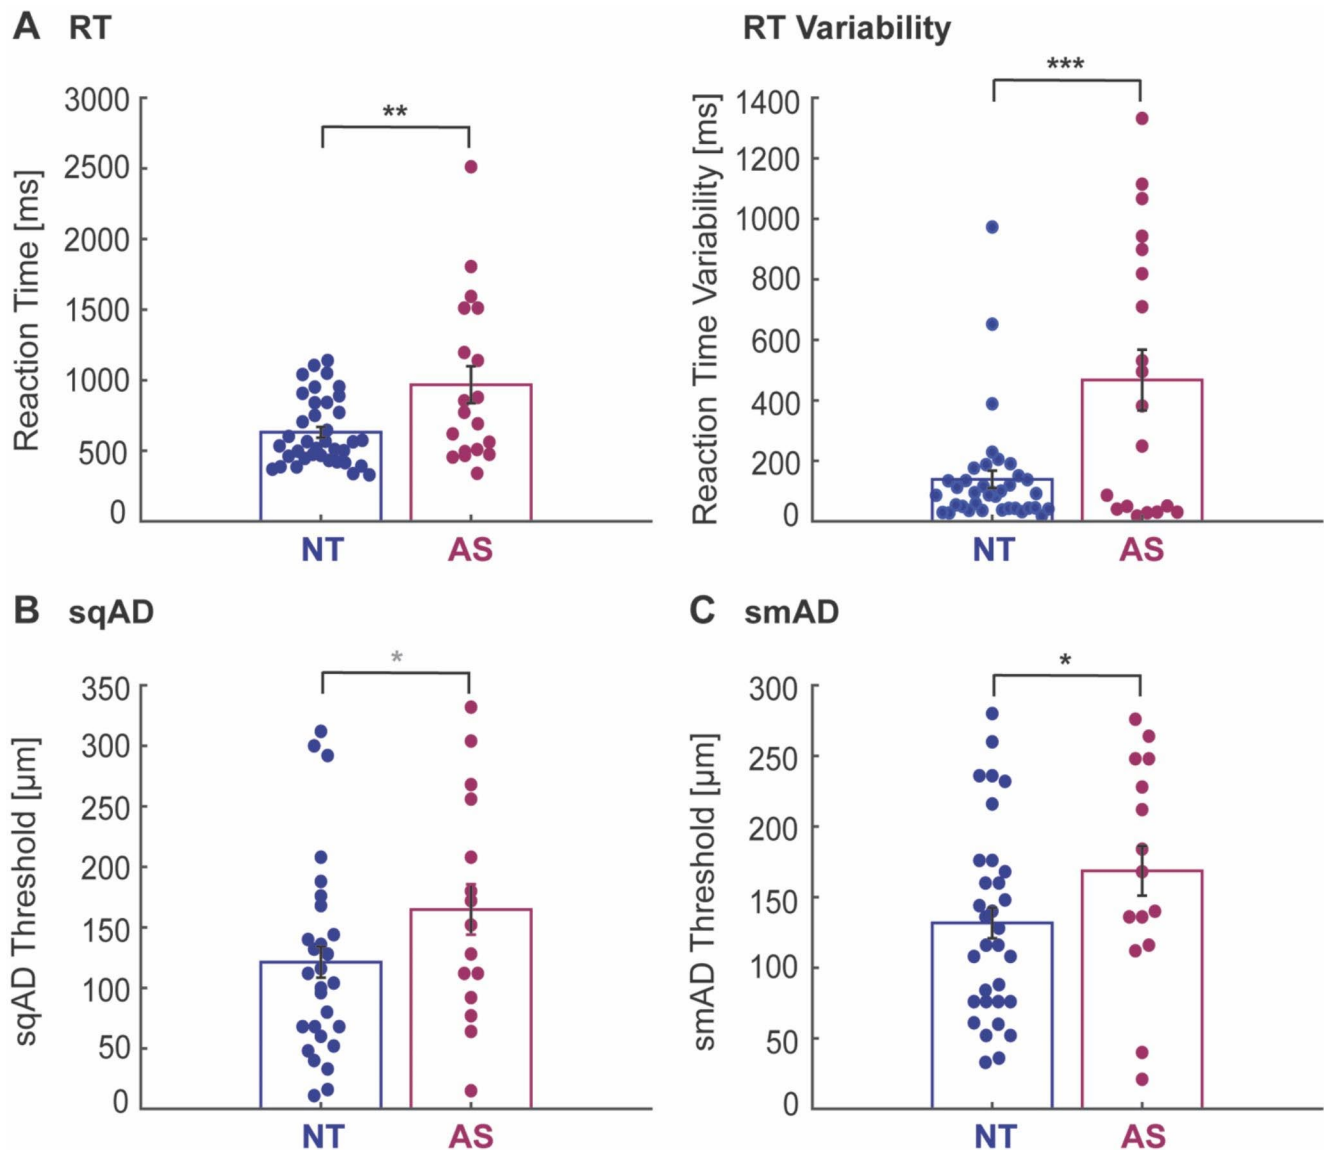 A RT
RT Variability
Reaction Time [ms]
3000
2500
2000
1500
1000
500
0
**
NT AS
Reaction Time Variability [ms]
1400
1200
1000
800
600
400
200
0
***
NT AS
B sqAD
C smAD
sqAD Threshold [µm]
350
300
250
200
150
100
50
0
*
NT AS
smAD Threshold [µm]
300
250
200
150
100
50
0
*
NT AS